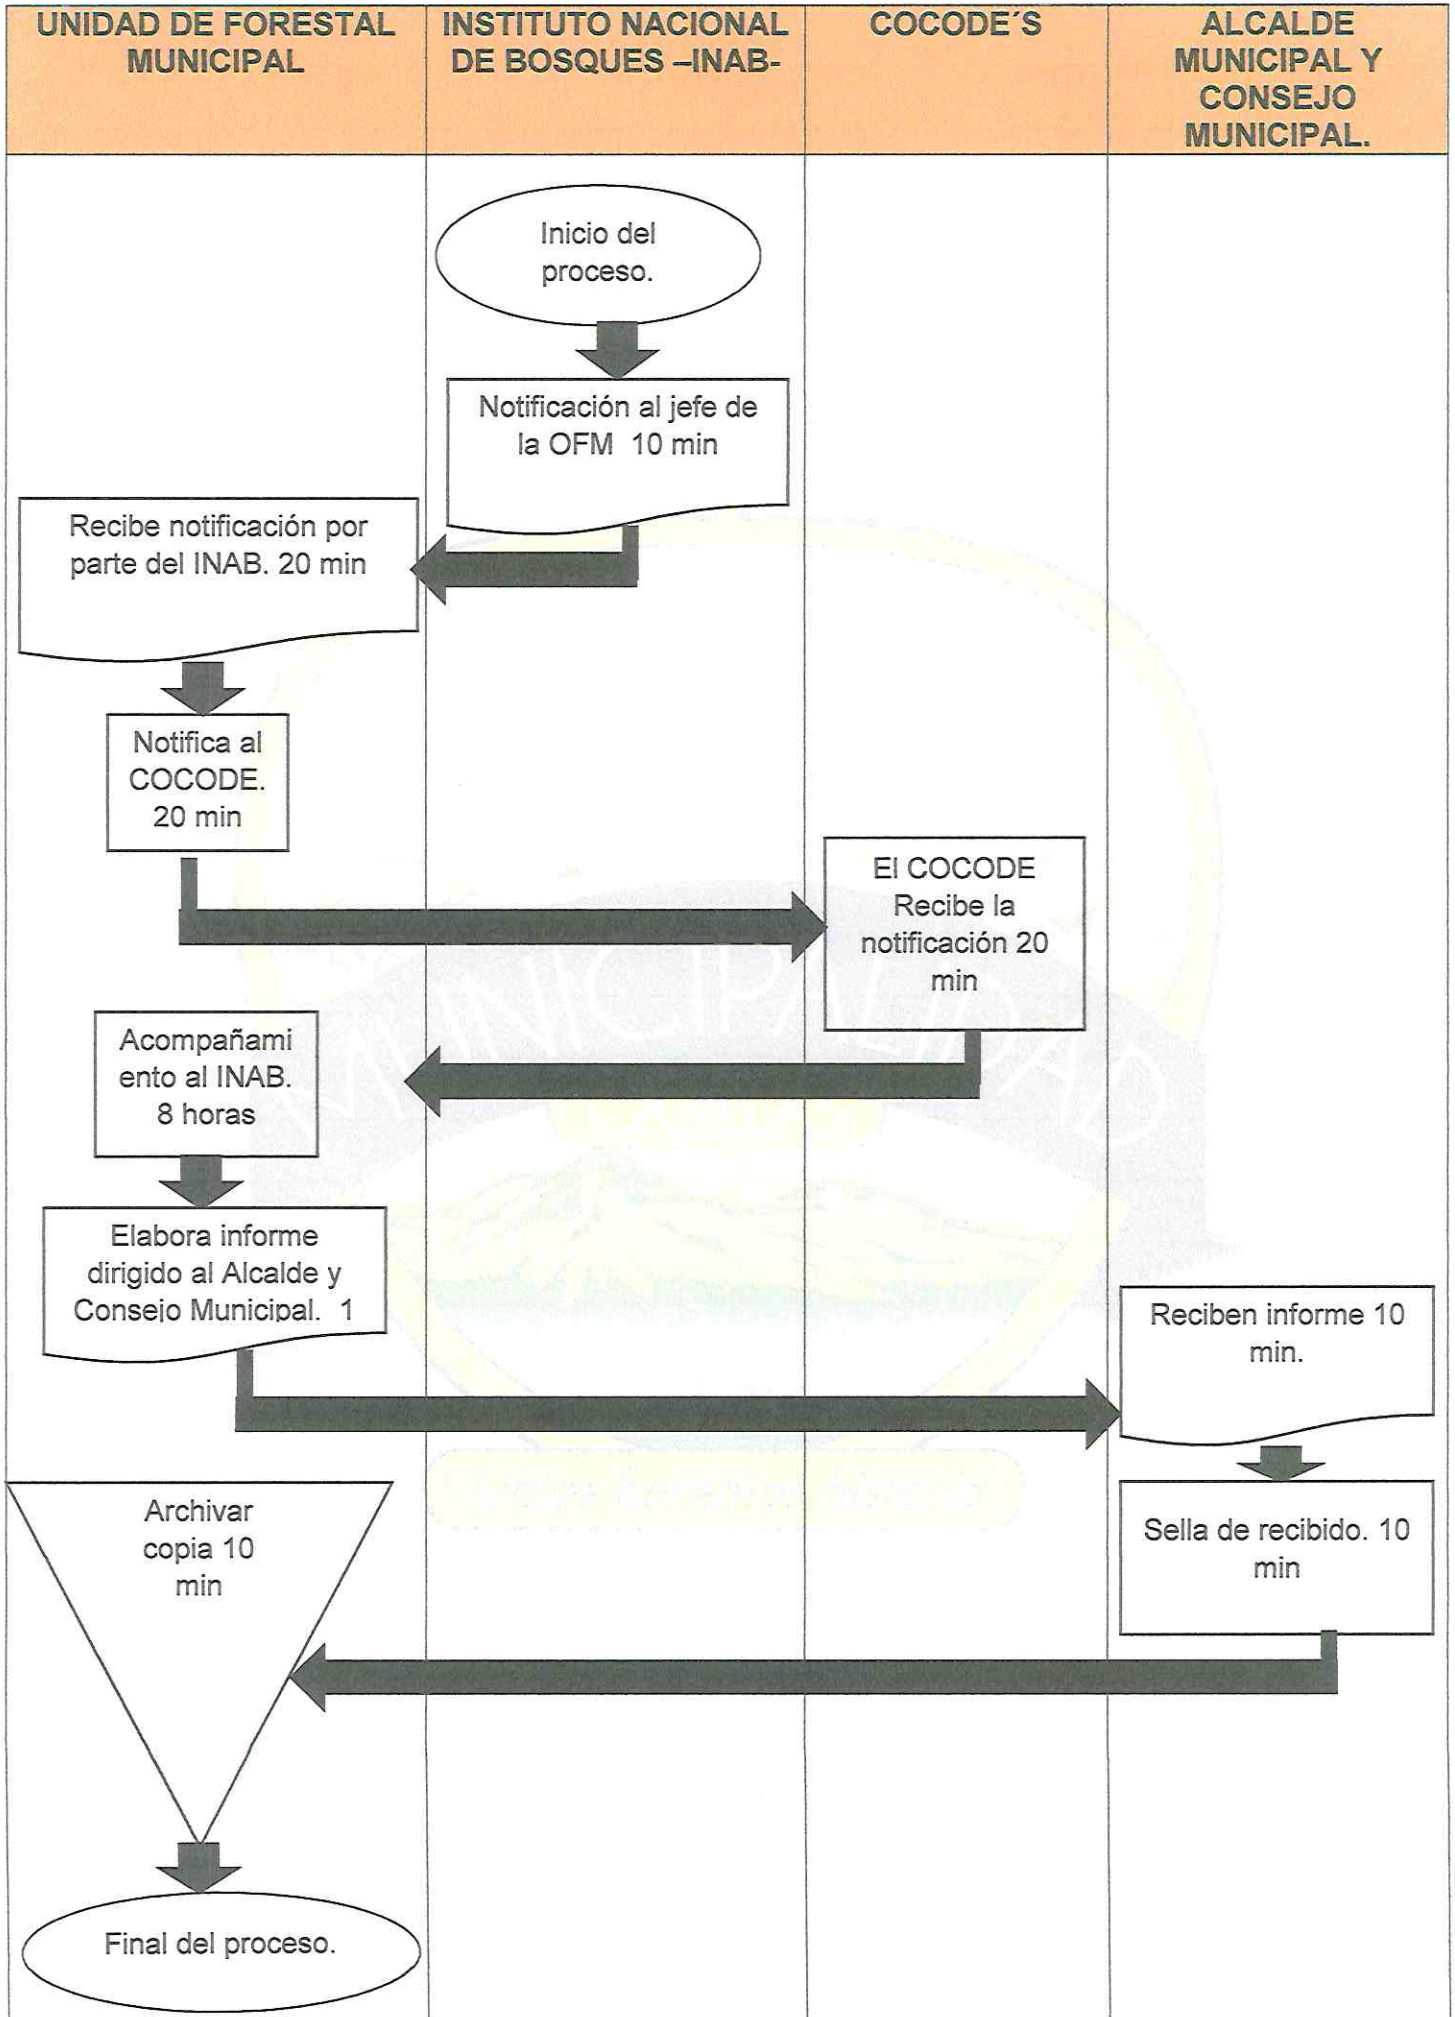 UNIDAD DE FORESTAL
MUNICIPAL
INSTITUTO NACIONAL
DE BOSQUES –INAB-
COCODE´S
ALCALDE
MUNICIPAL Y
CONSEJO
MUNICIPAL.
Inicio del
proceso.
Notificación al jefe de
la OFM 10 min
Recibe notificación por
parte del INAB. 20 min
Notifica al
COCODE.
20 min
El COCODE
Recibe la
notificación 20
min
Acompañami
ento al INAB.
8 horas
Elabora informe
dirigido al Alcalde y
Consejo Municipal. 1
Reciben informe 10
min.
Sella de recibido. 10
min
Archivar
copia 10
min
Final del proceso.
MUNICIPALIDAD